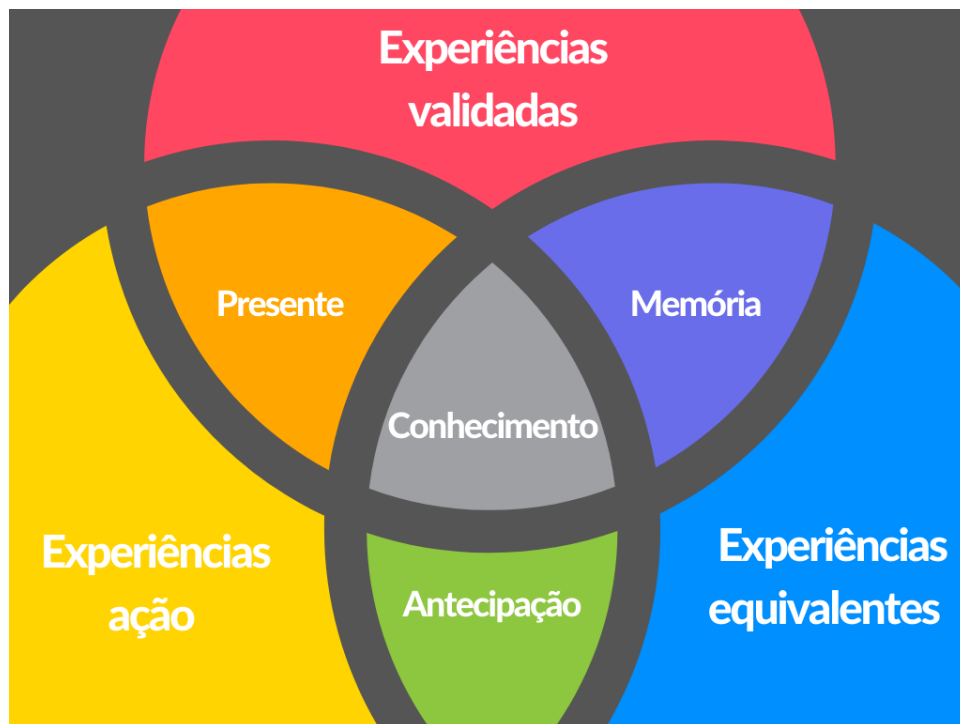 Experiências
validadas
Presente
Memória
Conhecimento
Experiências
ação
Experiências
equivalentes
Antecipação